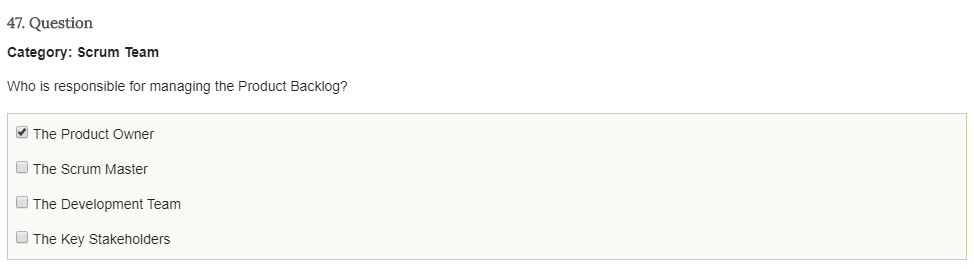 47. Question
Category: Scrum Team
Who is responsible for managing the Product Backlog?
The Product Owner
The Scrum Master
The Development Team
The Key Stakeholders